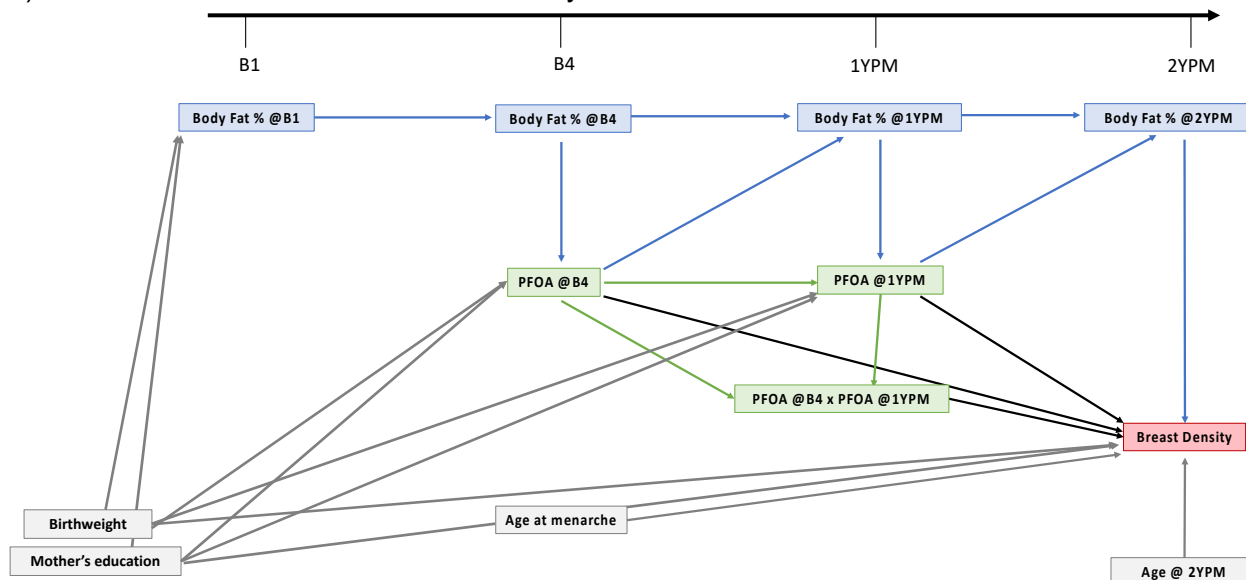 B1
B4
1YPM
2YPM
Body Fat % @B1
Body Fat % @B4
Body Fat % @1YPM
Body Fat % @2YPM
PFOA @B4
PFOA @1YPM
PFOA @B4 x PFOA @1YPM
Breast Density
Birthweight
Age at menarche
Mother's education
Age @ 2YPM